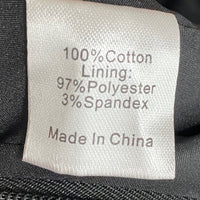 100%Cotton
Lining:
97%Polyester
3%Spandex
Made In China